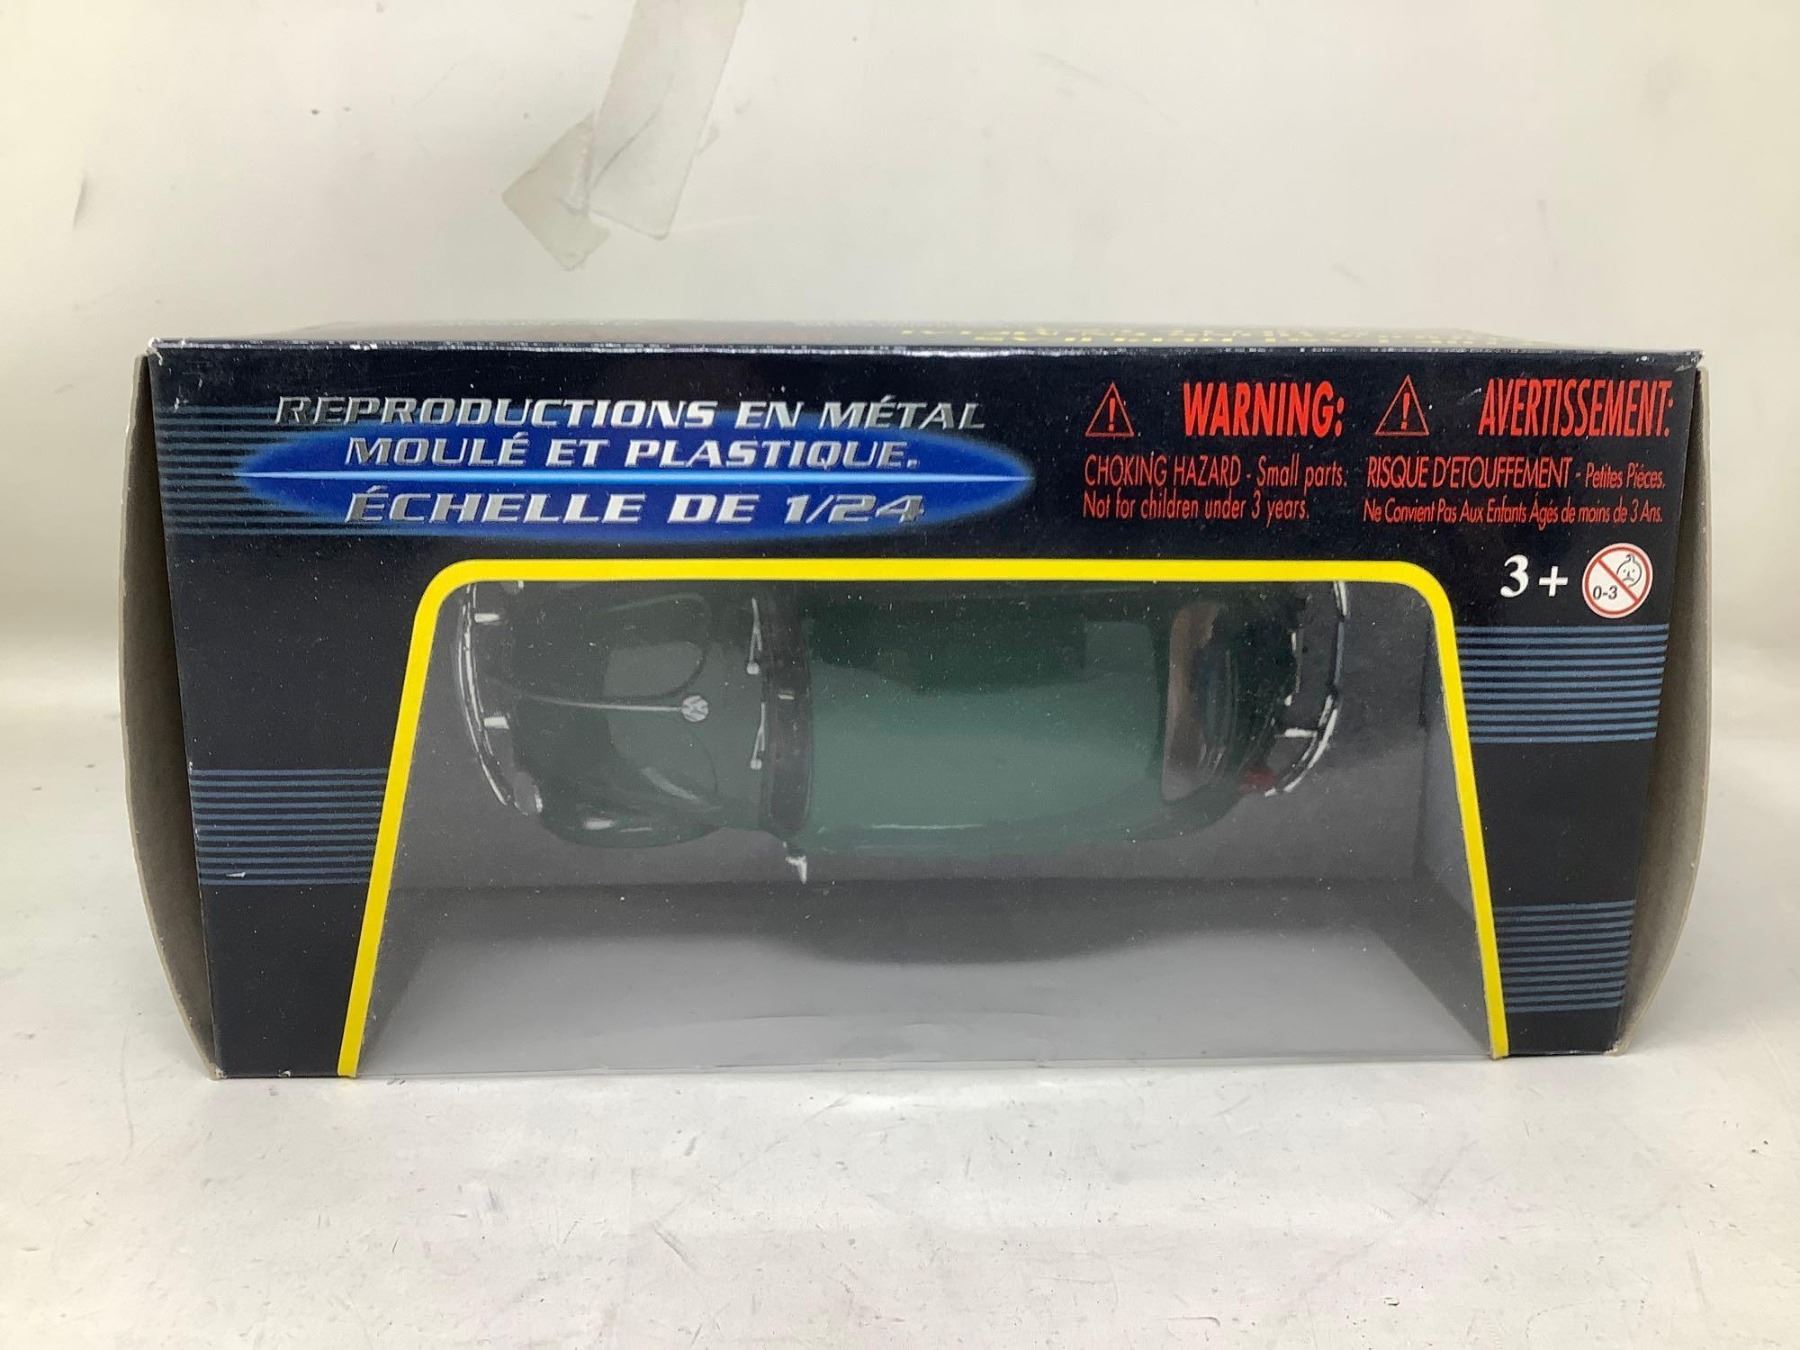 REPRODUCTIONS EN MÉTAL
MOULÉ ET PLASTIQUE.
ÉCHELLE DE 1/24
WARNING:
CHOKING HAZARD - Small parts.
Not for children under 3 years.
AVERTISSEMENT:
RISQUE D'ETOUFFEMENT - Petites Piéces.
Ne Convient Pas Aux Enfants Agés de moins de 3 Ans.
3+
0-3